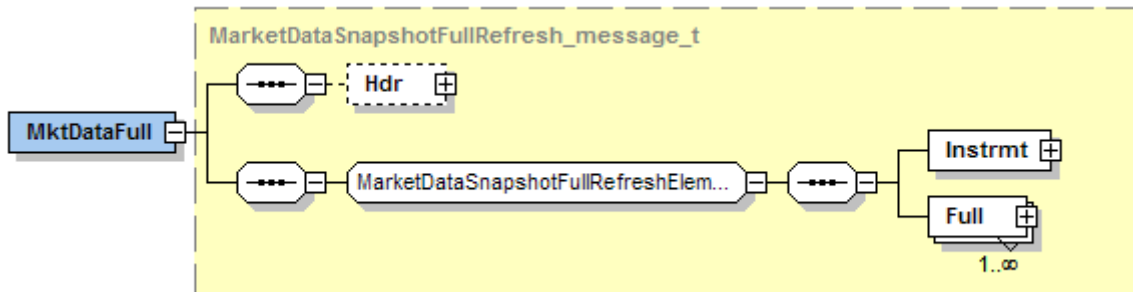 MarketDataSnapshotFullRefresh_message_t
Hdr
MktDataFull
MarketDataSnapshotFullRefreshElem...
Instrmt
Full
1..∞